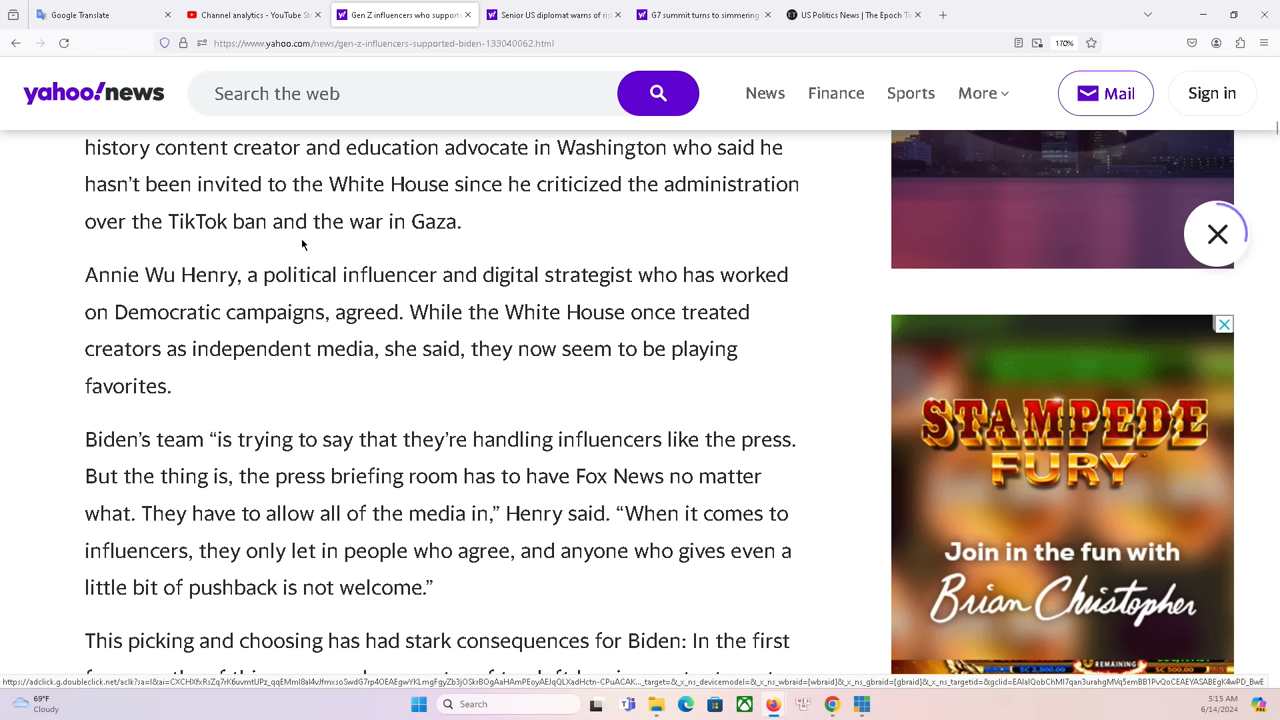 Google Translate
Channel analytics - YouTube St
Gen Z influencers who support
Senior US diplomat warns of
G7 summit turns to simmering
US Politics News | The Epoch Ti
https://www.yahoo.com/news/gen-z-influencers-supported-biden-133040062.html
170%
yahoo!news
Search the web
News
Finance
Sports
More
Mail
Sign in
history content creator and education advocate in Washington who said he
hasn’t been invited to the White House since he criticized the administration
over the TikTok ban and the war in Gaza.
Annie Wu Henry, a political influencer and digital strategist who has worked
on Democratic campaigns, agreed. While the White House once treated
creators as independent media, she said, they now seem to be playing
favorites.
Biden’s team “is trying to say that they’re handling influencers like the press.
But the thing is, the press briefing room has to have Fox News no matter
what. They have to allow all of the media in,” Henry said. “When it comes to
influencers, they only let in people who agree, and anyone who gives even a
little bit of pushback is not welcome.”
This picking and choosing has had stark consequences for Biden: In the first
STAMPEDE
FURY
Join in the fun with
Brian Christopher
REMAINING
69°F
Cloudy
Search
5:15 AM
6/14/2024